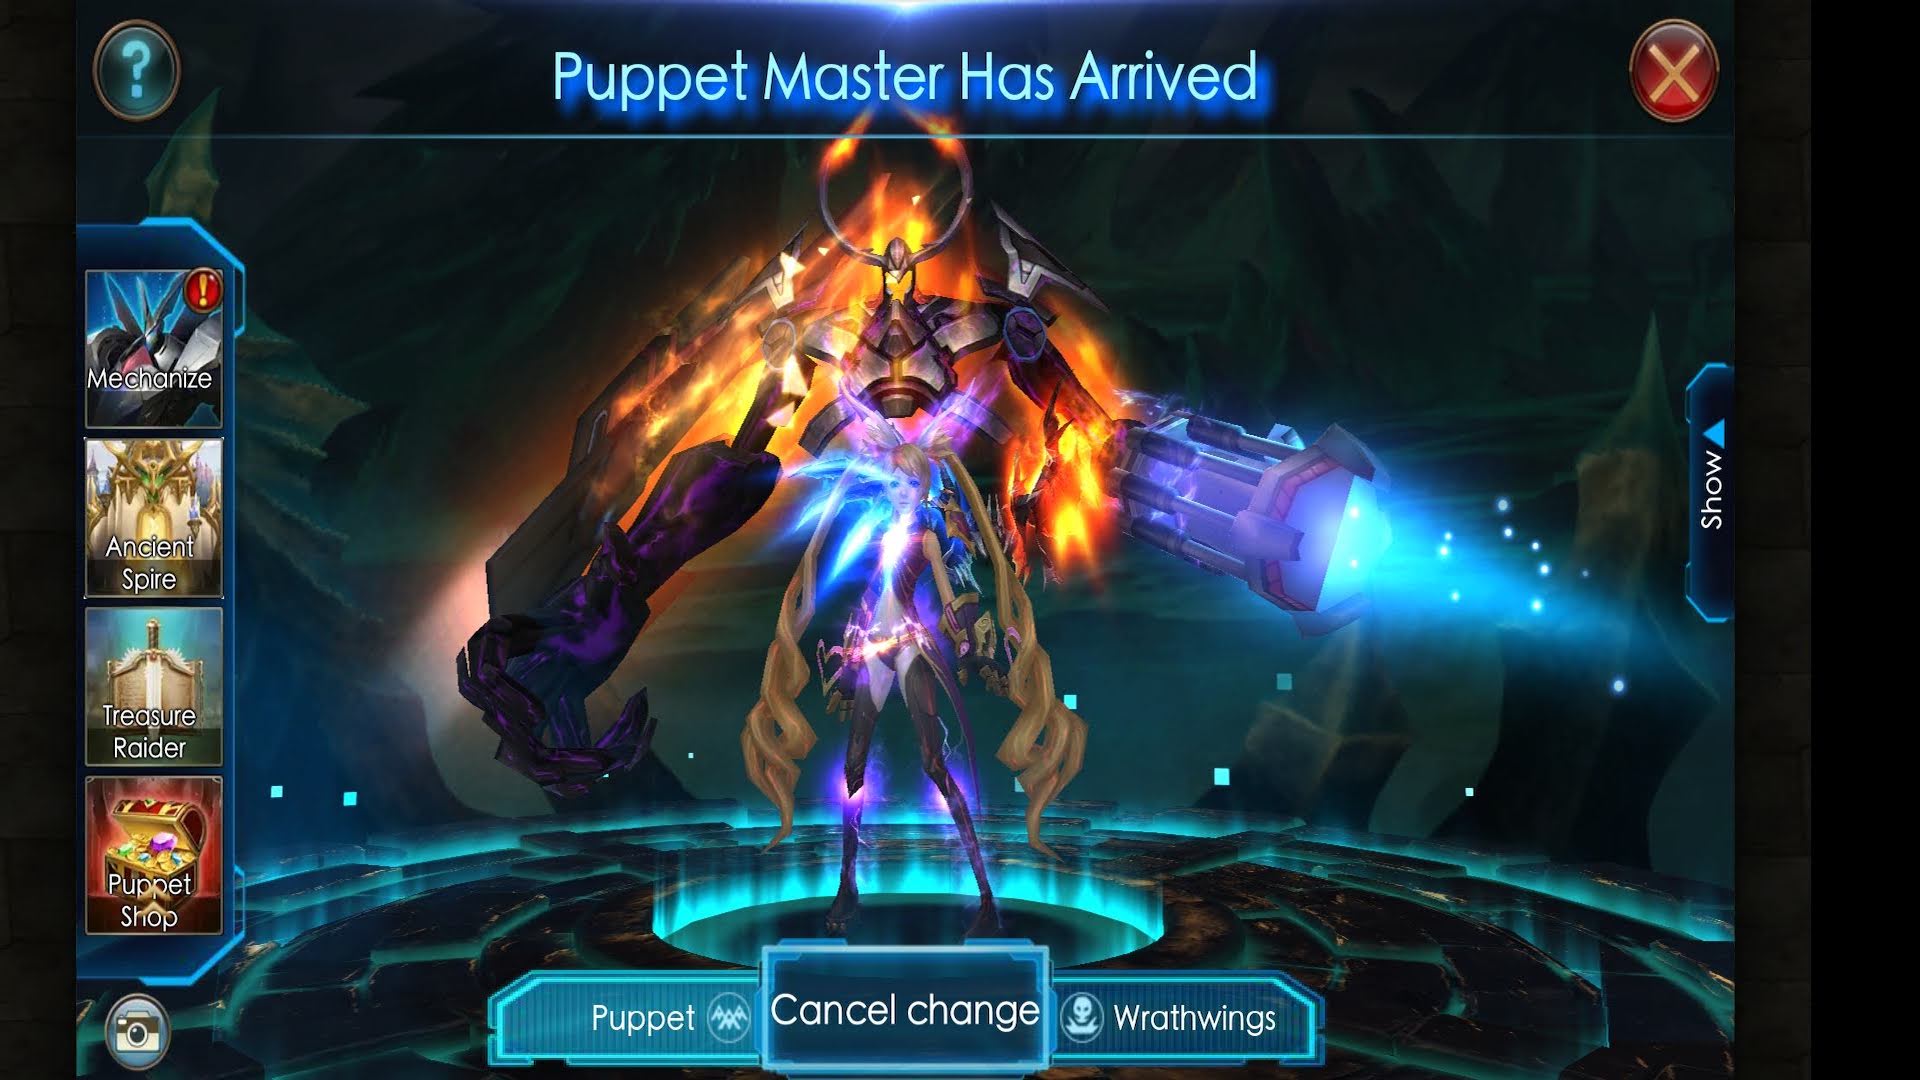 ?
Puppet Master Has Arrived
Mechanize
!
Ancient
Spire
Treasure
Raider
Puppet
Shop
Show
Puppet
Cancel change
Wrathwings